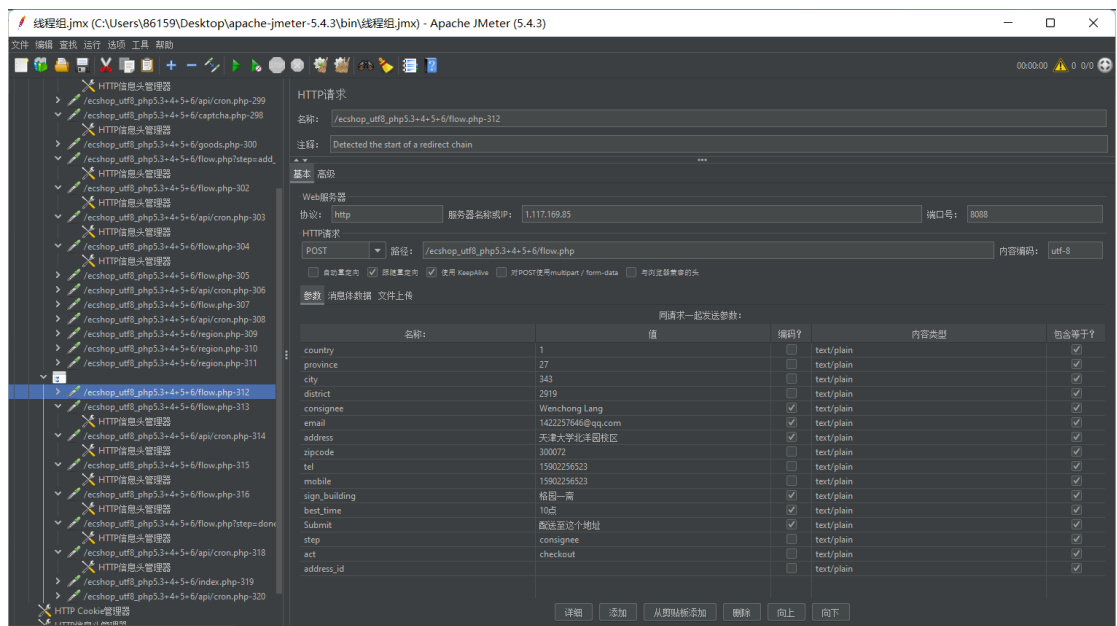 线程组.jmx (C:\Users\86159\Desktop\apache-jmeter-5.4.3\bin\线程组.jmx) - Apache JMeter (5.4.3)
文件 编辑 查找 运行 选项 工具 帮助
00:00:00 0 0/0
HTTP信息头管理器
/ecshop_utf8_php5.3+4+5+6/api/cron.php-299
/ecshop_utf8_php5.3+4+5+6/captcha.php-298
HTTP信息头管理器
/ecshop_utf8_php5.3+4+5+6/goods.php-300
/ecshop_utf8_php5.3+4+5+6/flow.php?step=add_
HTTP信息头管理器
/ecshop_utf8_php5.3+4+5+6/flow.php-302
HTTP信息头管理器
/ecshop_utf8_php5.3+4+5+6/api/cron.php-303
HTTP信息头管理器
/ecshop_utf8_php5.3+4+5+6/flow.php-304
HTTP信息头管理器
/ecshop_utf8_php5.3+4+5+6/flow.php-305
/ecshop_utf8_php5.3+4+5+6/api/cron.php-306
/ecshop_utf8_php5.3+4+5+6/flow.php-307
/ecshop_utf8_php5.3+4+5+6/api/cron.php-308
/ecshop_utf8_php5.3+4+5+6/region.php-309
/ecshop_utf8_php5.3+4+5+6/region.php-310
/ecshop_utf8_php5.3+4+5+6/region.php-311
/ecshop_utf8_php5.3+4+5+6/flow.php-312
/ecshop_utf8_php5.3+4+5+6/flow.php-313
HTTP信息头管理器
/ecshop_utf8_php5.3+4+5+6/api/cron.php-314
HTTP信息头管理器
/ecshop_utf8_php5.3+4+5+6/flow.php-315
HTTP信息头管理器
/ecshop_utf8_php5.3+4+5+6/flow.php-316
HTTP信息头管理器
/ecshop_utf8_php5.3+4+5+6/flow.php?step=done
HTTP信息头管理器
/ecshop_utf8_php5.3+4+5+6/api/cron.php-318
HTTP信息头管理器
/ecshop_utf8_php5.3+4+5+6/index.php-319
/ecshop_utf8_php5.3+4+5+6/api/cron.php-320
HTTP Cookie管理器
HTTP信息头管理器
HTTP请求
名称： /ecshop_utf8_php5.3+4+5+6/flow.php-312
注释： Detected the start of a redirect chain
基本 高级
Web服务器
协议： http 服务器名称或IP： 1.117.169.85 端口号： 8088
HTTP请求
POST 路径： /ecshop_utf8_php5.3+4+5+6/flow.php 内容编码： utf-8
自动重定向 跟随重定向 使用 KeepAlive 对POST使用multipart / form-data 与浏览器兼容的头
参数 消息体数据 文件上传
同请求一起发送参数：
名称： 值 编码? 内容类型 包含等于?
country 1 text/plain
province 27 text/plain
city 343 text/plain
district 2919 text/plain
consignee Wenchong Lang text/plain
email 1422257646@qq.com text/plain
address 天津大学北洋园校区 text/plain
zipcode 300072 text/plain
tel 15902256523 text/plain
mobile 15902256523 text/plain
sign_building 格园一斋 text/plain
best_time 10点 text/plain
Submit 配送至这个地址 text/plain
step consignee text/plain
act checkout text/plain
address_id text/plain
详细 添加 从剪贴板添加 删除 向上 向下